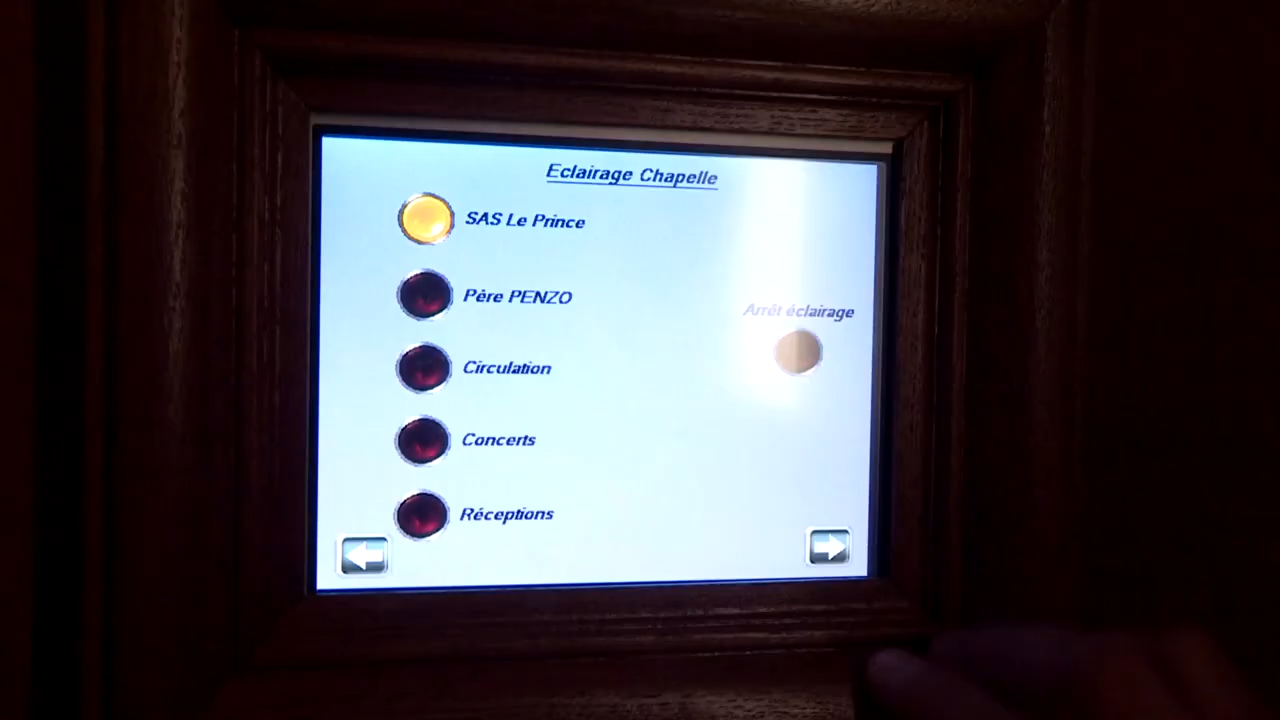 Eclairage Chapelle
SAS Le Prince
Père PENZO
Arrêt éclairage
Circulation
Concerts
Réceptions